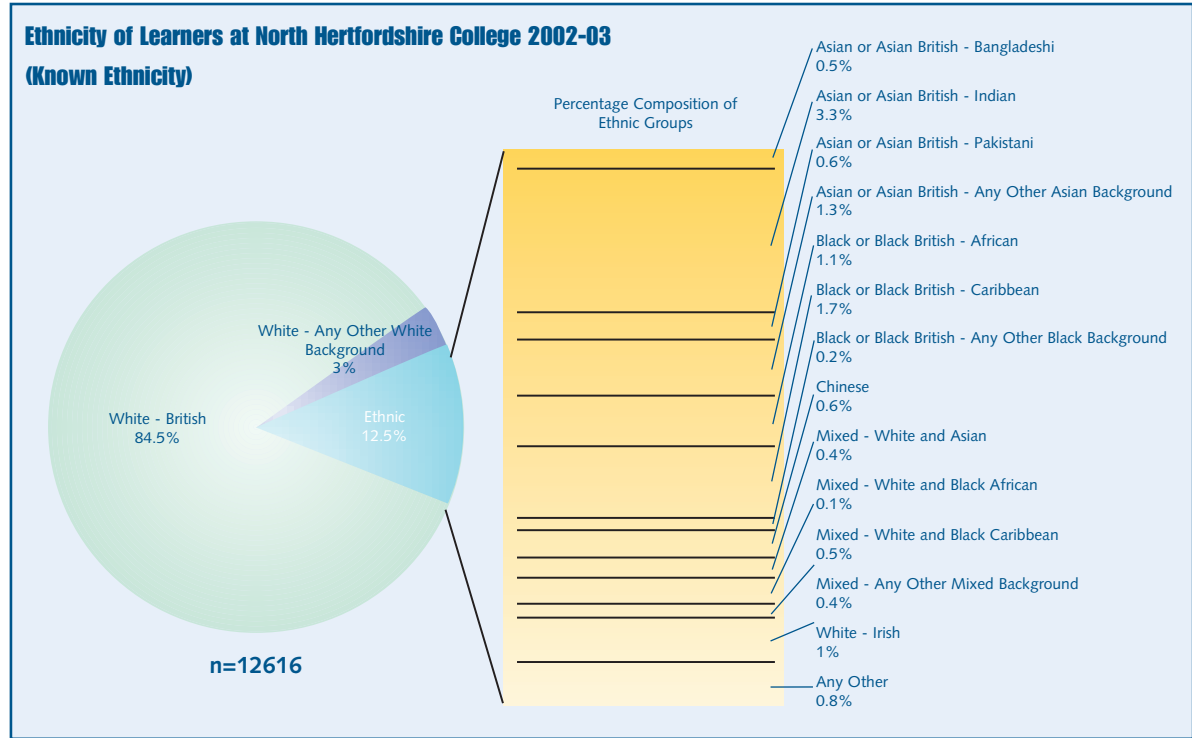 Ethnicity of Learners at North Hertfordshire College 2002-03
(Known Ethnicity)
Percentage Composition of
Ethnic Groups
White - Any Other White
Background
3%
White - British
84.5%
Ethnic
12.5%
n=12616
Asian or Asian British - Bangladeshi
0.5%
Asian or Asian British - Indian
3.3%
Asian or Asian British - Pakistani
0.6%
Asian or Asian British - Any Other Asian Background
1.3%
Black or Black British - African
1.1%
Black or Black British - Caribbean
1.7%
Black or Black British - Any Other Black Background
0.2%
Chinese
0.6%
Mixed - White and Asian
0.4%
Mixed - White and Black African
0.1%
Mixed - White and Black Caribbean
0.5%
Mixed - Any Other Mixed Background
0.4%
White - Irish
1%
Any Other
0.8%